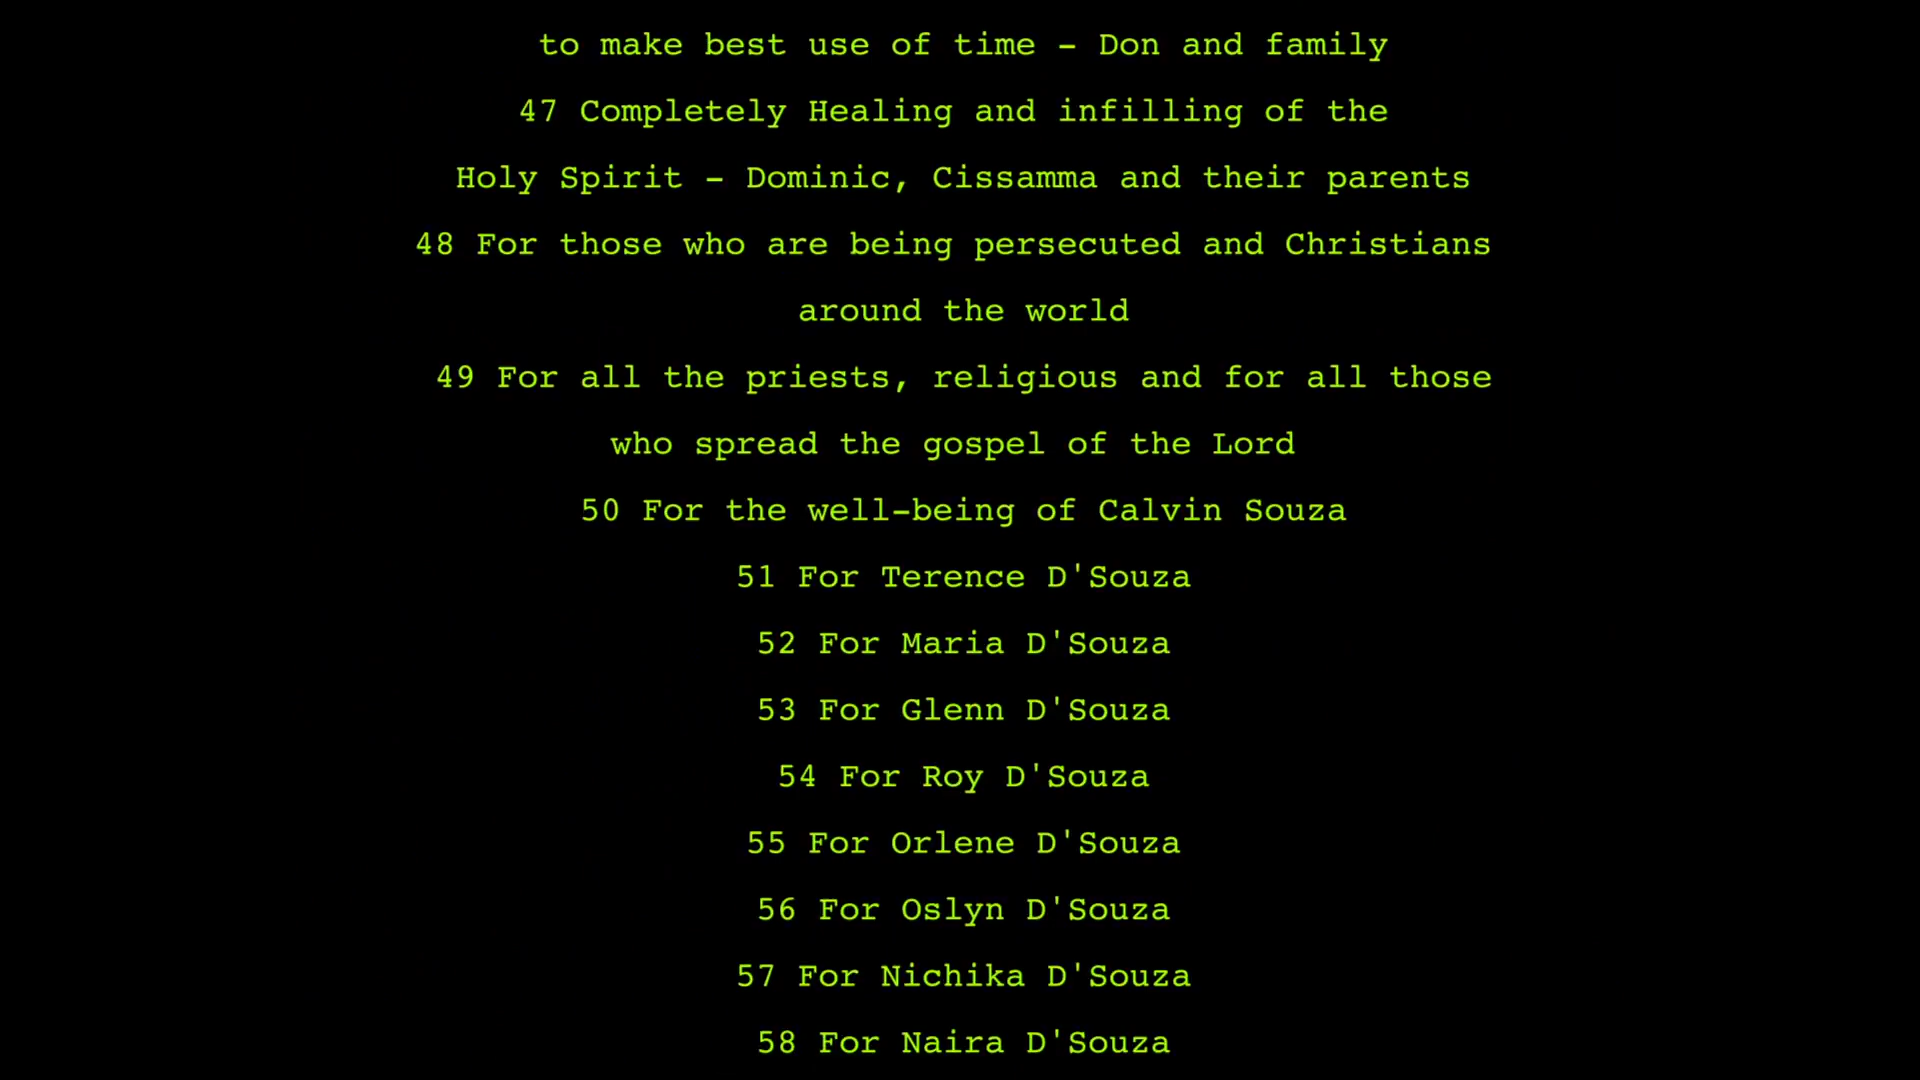 to make best use of time - Don and family
47 Completely Healing and infilling of the
Holy Spirit - Dominic, Cissamma and their parents
48 For those who are being persecuted and Christians
around the world
49 For all the priests, religious and for all those
who spread the gospel of the Lord
50 For the well-being of Calvin Souza
51 For Terence D'Souza
52 For Maria D'Souza
53 For Glenn D'Souza
54 For Roy D'Souza
55 For Orlene D'Souza
56 For Oslyn D'Souza
57 For Nichika D'Souza
58 For Naira D'Souza